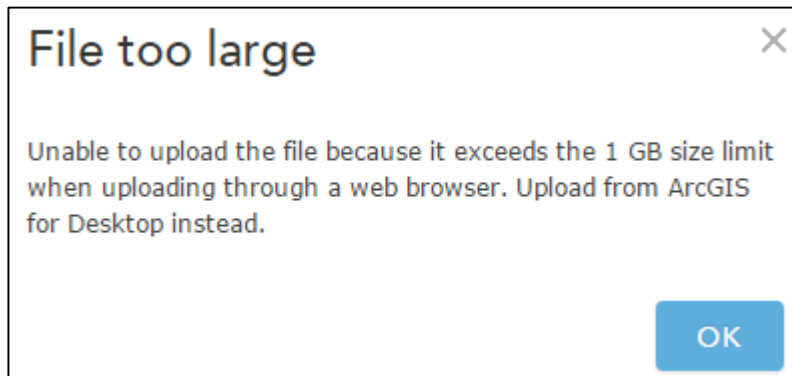 File too large
Unable to upload the file because it exceeds the 1 GB size limit
when uploading through a web browser. Upload from ArcGIS
for Desktop instead.
OK